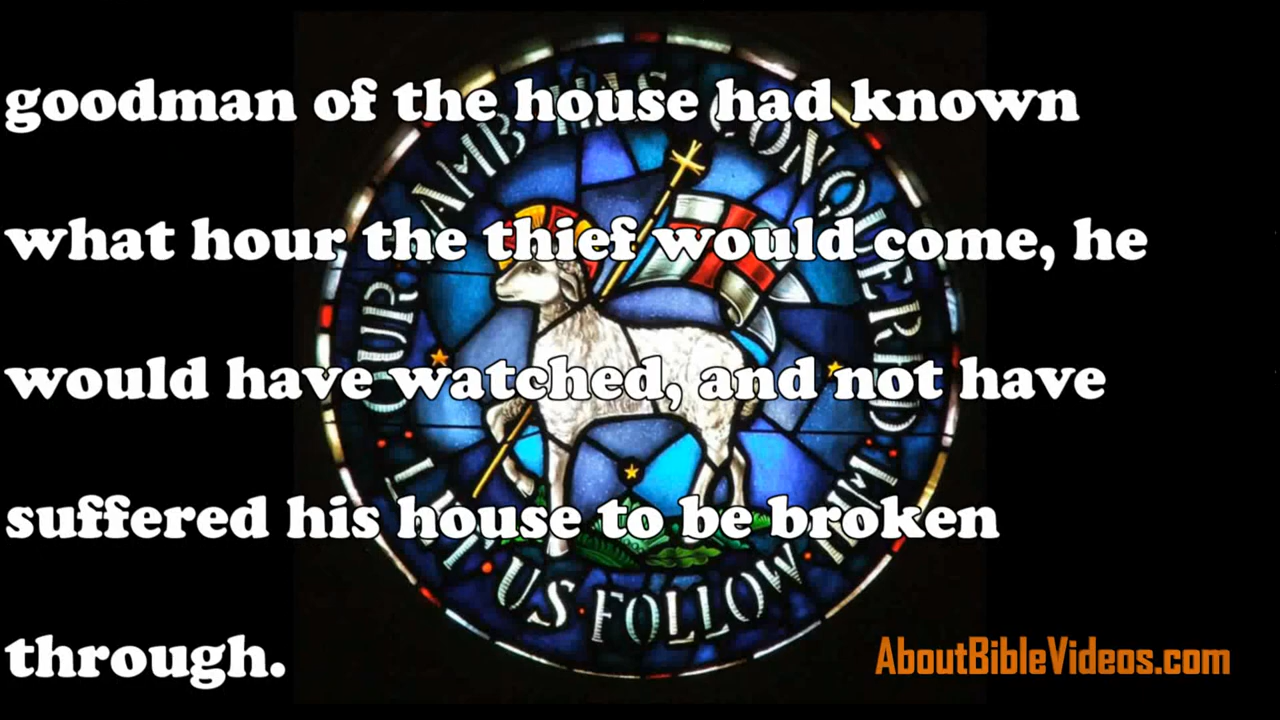 goodman of the house had known
what hour the thief would come, he
would have watched, and not have
suffered his house to be broken
through.
OUR LAMB HAS CONQUERED
LET US FOLLOW HIM
AboutBibleVideos.com